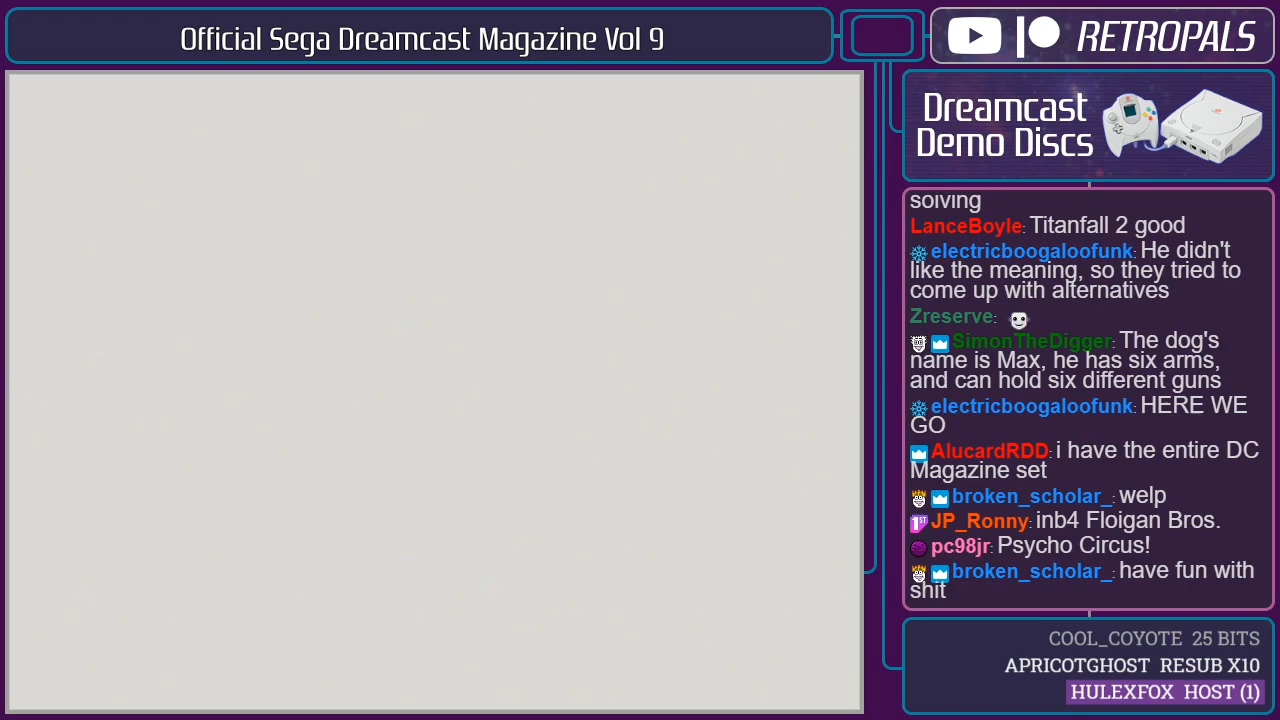 Official Sega Dreamcast Magazine Vol 9
RETROPALS
Dreamcast
Demo Discs
solving
LanceBoyle: Titanfall 2 good
electricboogaloofunk: He didn't
like the meaning, so they tried to
come up with alternatives
Zreserve:
SimonTheDigger: The dog's
name is Max, he has six arms,
and can hold six different guns
electricboogaloofunk: HERE WE
GO
AlucardRDD: i have the entire DC
Magazine set
broken_scholar_: welp
1ST JP_Ronny: inb4 Floigan Bros.
pc98jr: Psycho Circus!
broken_scholar_: have fun with
shit
COOL_COYOTE 25 BITS
APRICOTGHOST RESUB X10
HULEXFOX HOST (1)